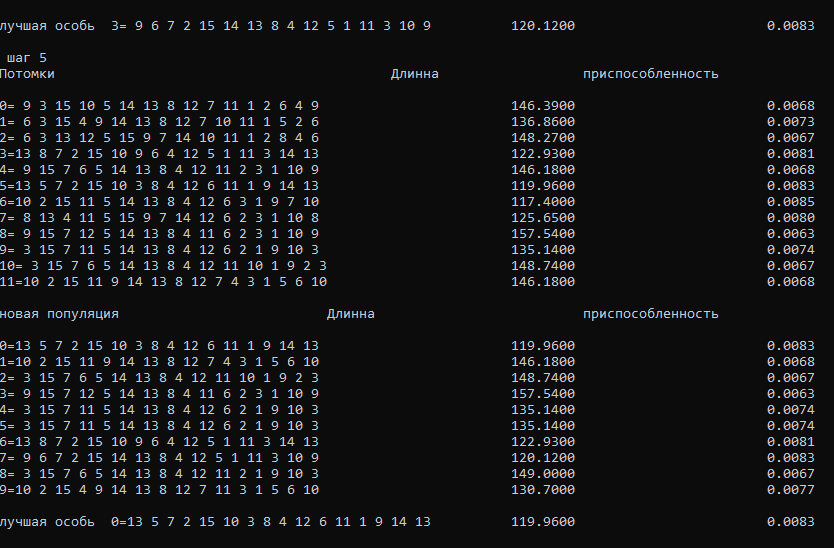 лучшая особь 3= 9 6 7 2 15 14 13 8 4 12 5 1 11 3 10 9 120.1200 0.0083
шаг 5
Потомки Длинна приспособленность
0= 9 3 15 10 5 14 13 8 12 7 11 1 2 6 4 9 146.3900 0.0068
1= 6 3 15 4 9 14 13 8 12 7 10 11 1 5 2 6 136.8600 0.0073
2= 6 3 13 12 5 15 9 7 14 10 11 1 2 8 4 6 148.2700 0.0067
3=13 8 7 2 15 10 9 6 4 12 5 1 11 3 14 13 122.9300 0.0081
4= 9 15 7 6 5 14 13 8 4 12 11 2 3 1 10 9 146.1800 0.0068
5=13 5 7 2 15 10 3 8 4 12 6 11 1 9 14 13 119.9600 0.0083
6=10 2 15 11 5 14 13 8 4 12 6 3 1 9 7 10 117.4000 0.0085
7= 8 13 4 11 5 15 9 7 14 12 6 2 3 1 10 8 125.6500 0.0080
8= 9 15 7 12 5 14 13 8 4 11 6 2 3 1 10 9 157.5400 0.0063
9= 3 15 7 11 5 14 13 8 4 12 6 2 1 9 10 3 135.1400 0.0074
10= 3 15 7 6 5 14 13 8 4 12 11 10 1 9 2 3 148.7400 0.0067
11=10 2 15 11 9 14 13 8 12 7 4 3 1 5 6 10 146.1800 0.0068
новая популяция Длинна приспособленность
0=13 5 7 2 15 10 3 8 4 12 6 11 1 9 14 13 119.9600 0.0083
1=10 2 15 11 9 14 13 8 12 7 4 3 1 5 6 10 146.1800 0.0068
2= 3 15 7 6 5 14 13 8 4 12 11 10 1 9 2 3 148.7400 0.0067
3= 9 15 7 12 5 14 13 8 4 11 6 2 3 1 10 9 157.5400 0.0063
4= 3 15 7 11 5 14 13 8 4 12 6 2 1 9 10 3 135.1400 0.0074
5= 3 15 7 11 5 14 13 8 4 12 6 2 1 9 10 3 135.1400 0.0074
6=13 8 7 2 15 10 9 6 4 12 5 1 11 3 14 13 122.9300 0.0081
7= 9 6 7 2 15 14 13 8 4 12 5 1 11 3 10 9 120.1200 0.0083
8= 3 15 7 6 5 14 13 8 4 12 11 2 1 9 10 3 149.0000 0.0067
9=10 2 15 4 9 14 13 8 12 7 11 3 1 5 6 10 130.7000 0.0077
лучшая особь 0=13 5 7 2 15 10 3 8 4 12 6 11 1 9 14 13 119.9600 0.0083